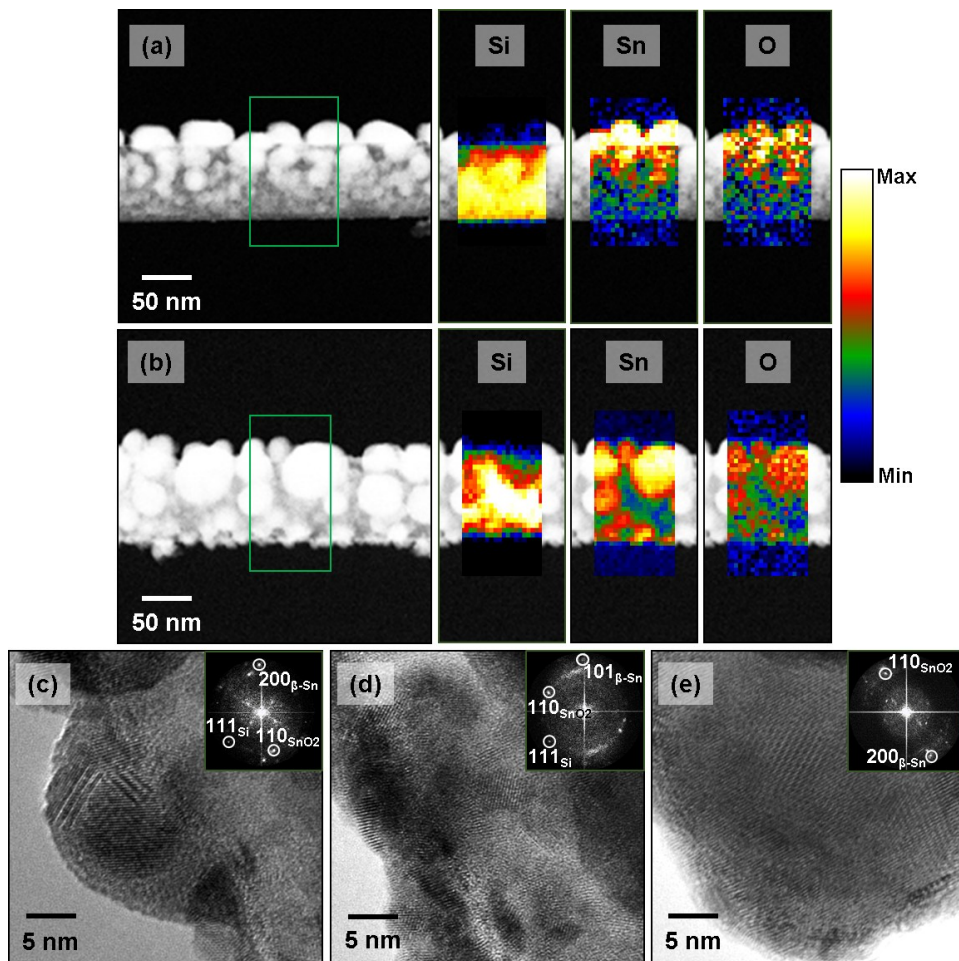 (a)
Si
Sn
O
50 nm
Max
Min
(b)
Si
Sn
O
50 nm
(c)
200β-Sn
111Si
110SnO2
5 nm
(d)
101β-Sn
110SnO2
111Si
5 nm
(e)
110SnO2
200β-Sn
5 nm